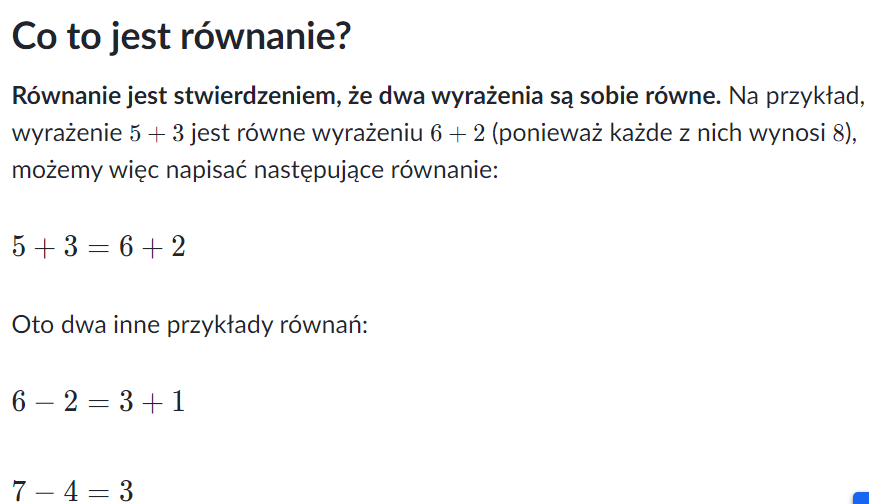 Co to jest równanie?
Równanie jest stwierdzeniem, że dwa wyrażenia są sobie równe. Na przykład,
wyrażenie 5 + 3 jest równe wyrażeniu 6 + 2 (ponieważ każde z nich wynosi 8),
możemy więc napisać następujące równanie:
5 + 3 = 6 + 2
Oto dwa inne przykłady równań:
6 − 2 = 3 + 1
7 − 4 = 3